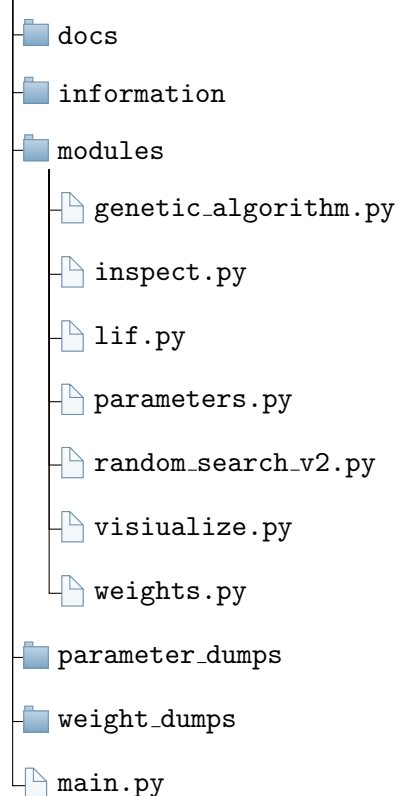 docs
information
modules
genetic_algorithm.py
inspect.py
lif.py
parameters.py
random_search_v2.py
visiualize.py
weights.py
parameter_dumps
weight_dumps
main.py